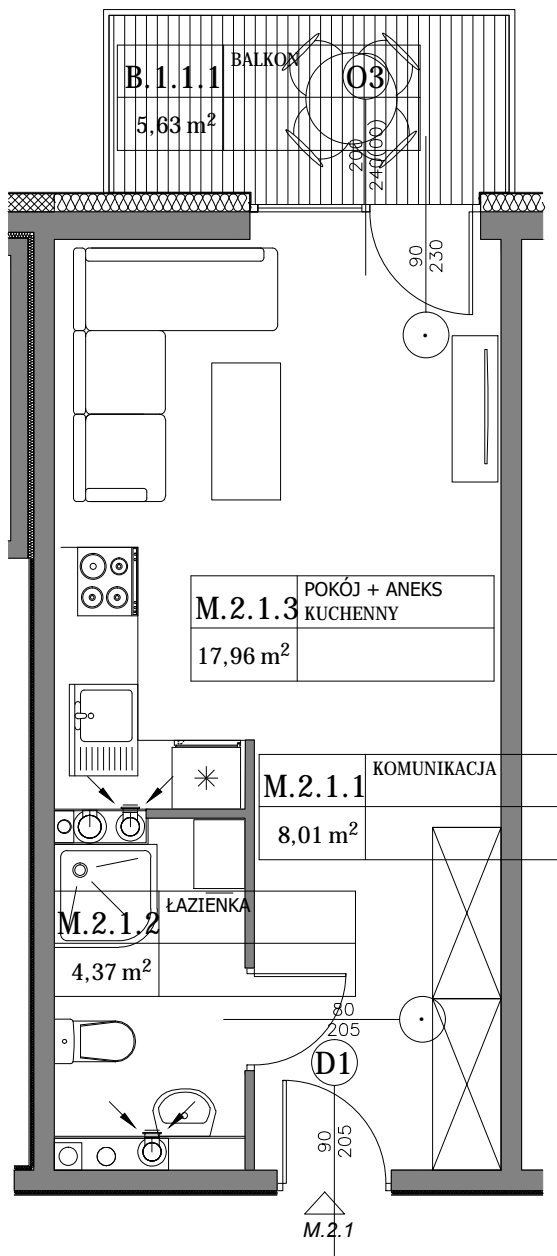 B.1.1.1 BALKON O3
5,63 m²
200
240(00)
90
230
M.2.1.3 POKÓJ + ANEKS
KUCHENNY
17,96 m²
M.2.1.1 KOMUNIKACJA
8,01 m²
M.2.1.2 ŁAZIENKA
4,37 m²
80
205
D1
90
205
M.2.1